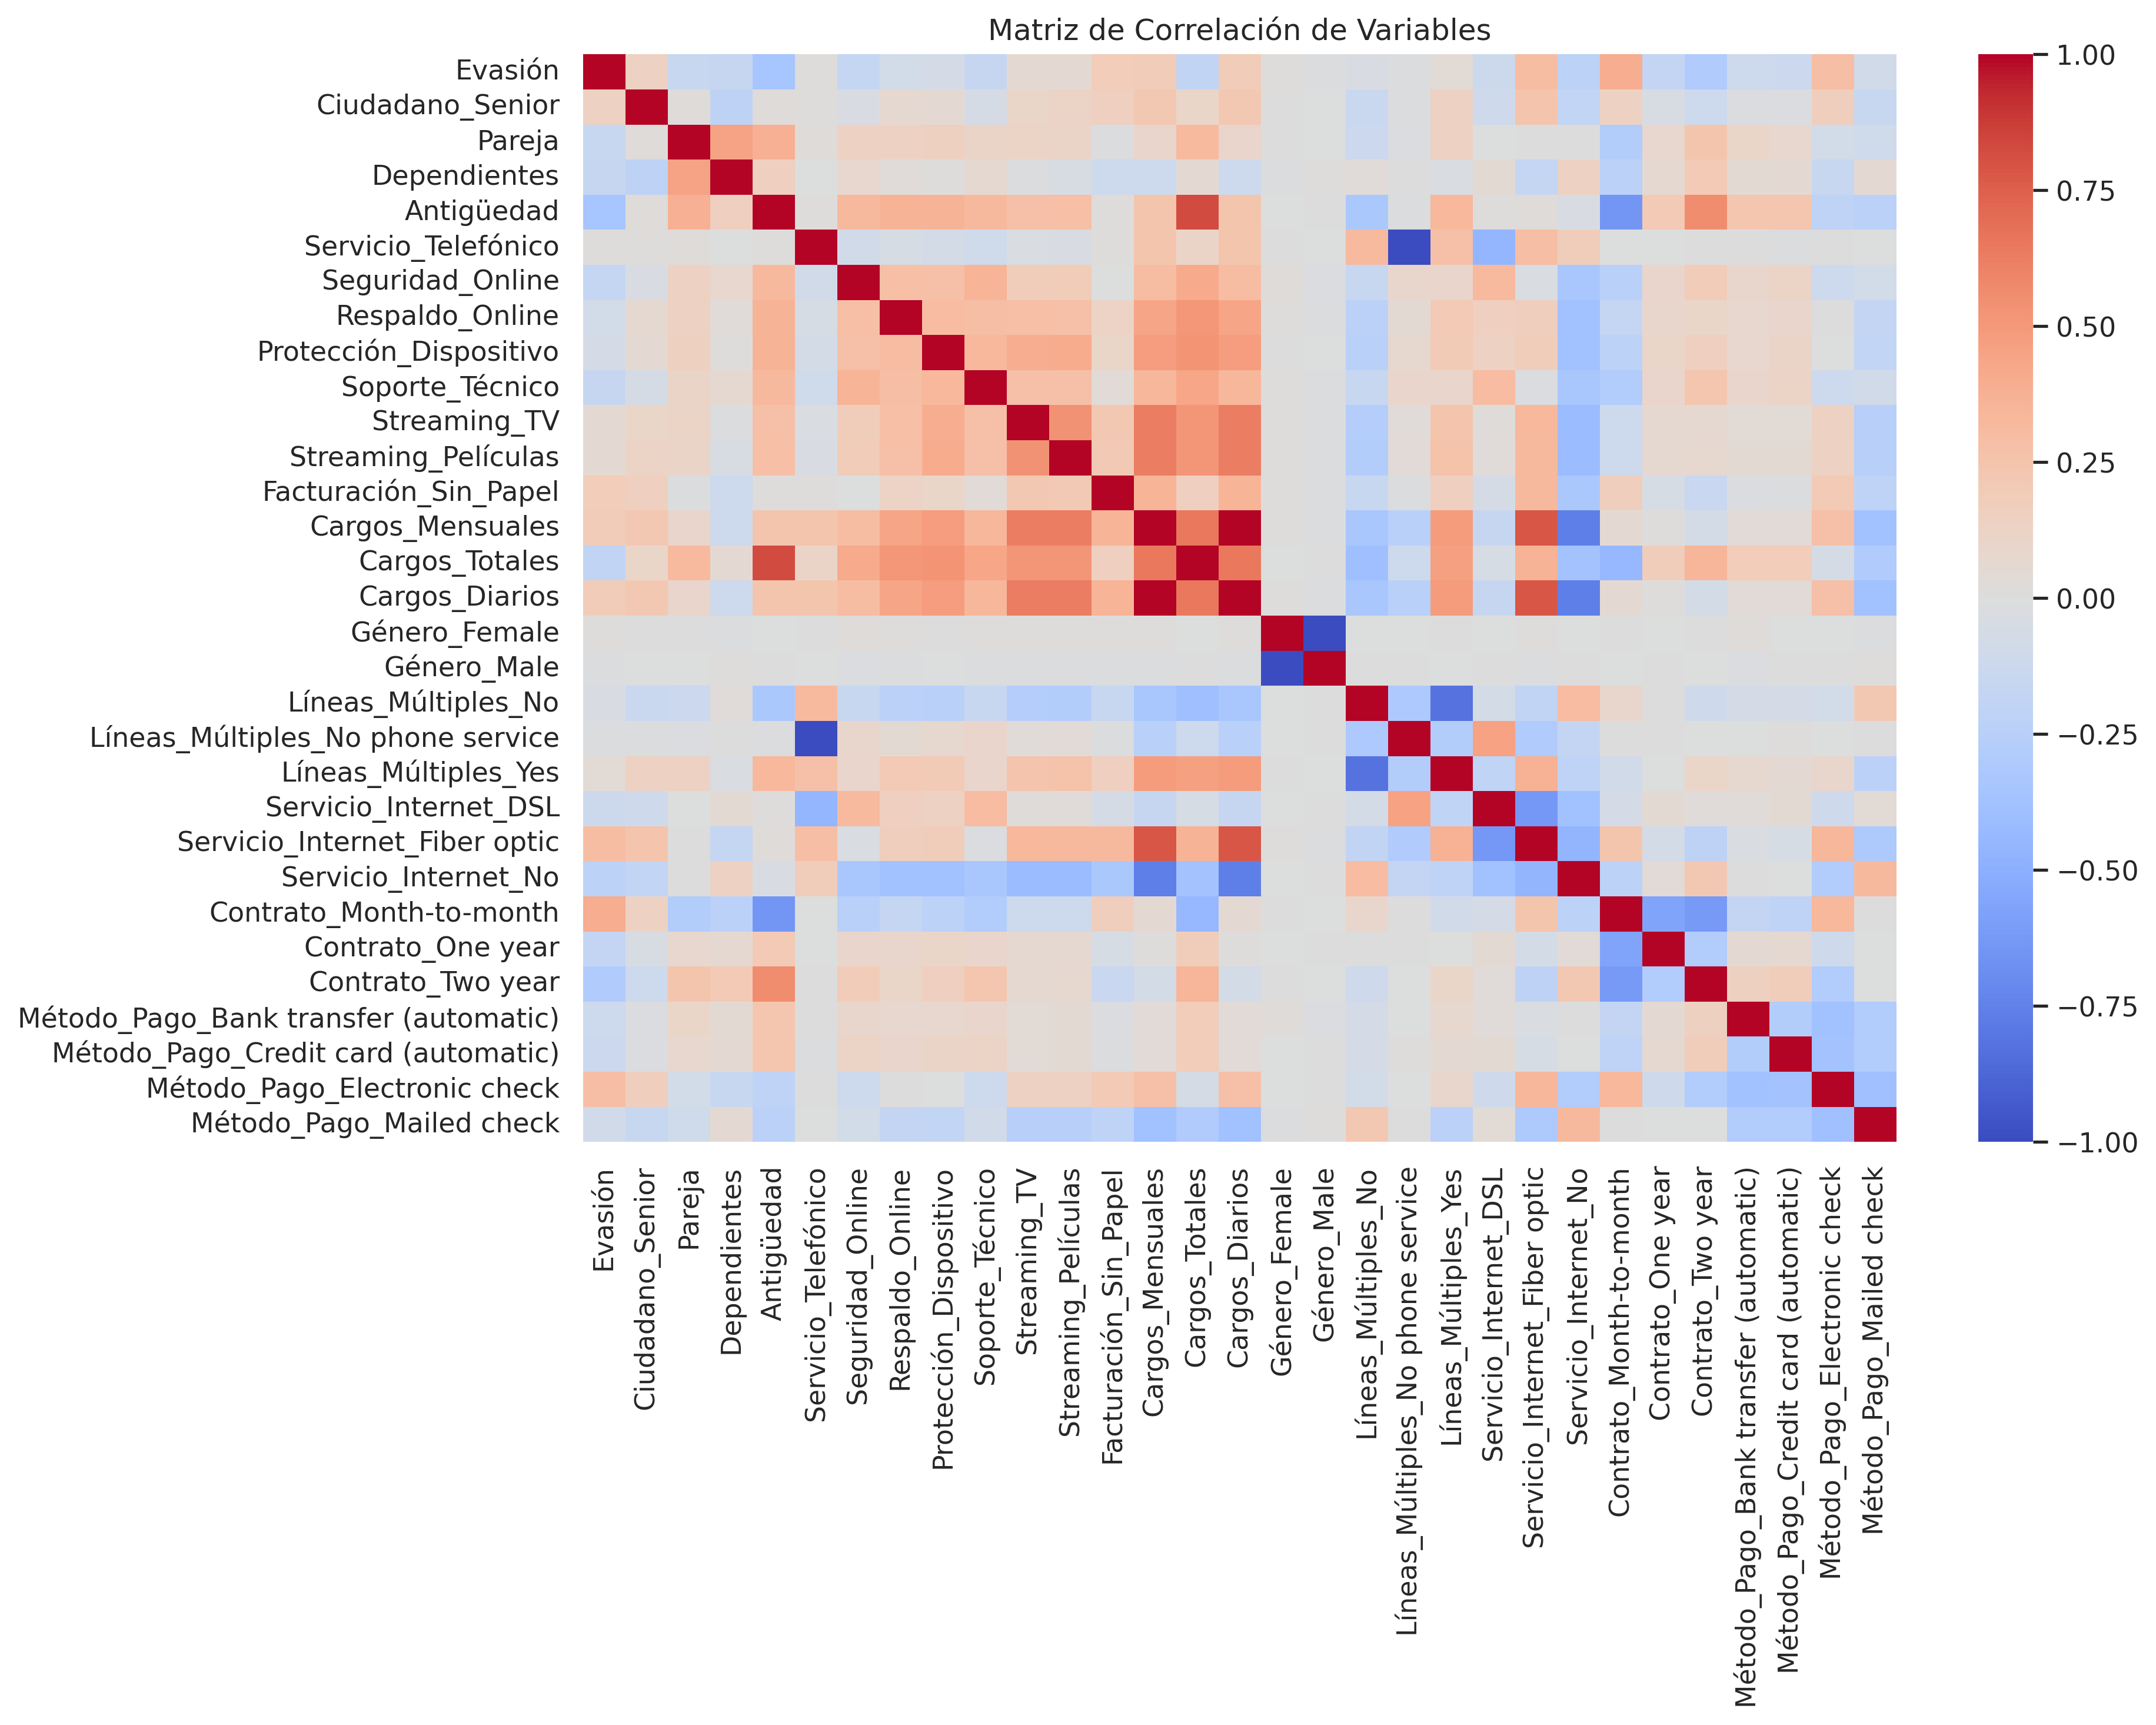 Matriz de Correlación de Variables
Evasión
Ciudadano_Senior
Pareja
Dependientes
Antigüedad
Servicio_Telefónico
Seguridad_Online
Respaldo_Online
Protección_Dispositivo
Soporte_Técnico
Streaming_TV
Streaming_Películas
Facturación_Sin_Papel
Cargos_Mensuales
Cargos_Totales
Cargos_Diarios
Género_Female
Género_Male
Líneas_Múltiples_No
Líneas_Múltiples_No phone service
Líneas_Múltiples_Yes
Servicio_Internet_DSL
Servicio_Internet_Fiber optic
Servicio_Internet_No
Contrato_Month-to-month
Contrato_One year
Contrato_Two year
Método_Pago_Bank transfer (automatic)
Método_Pago_Credit card (automatic)
Método_Pago_Electronic check
Método_Pago_Mailed check
Evasión
Ciudadano_Senior
Pareja
Dependientes
Antigüedad
Servicio_Telefónico
Seguridad_Online
Respaldo_Online
Protección_Dispositivo
Soporte_Técnico
Streaming_TV
Streaming_Películas
Facturación_Sin_Papel
Cargos_Mensuales
Cargos_Totales
Cargos_Diarios
Género_Female
Género_Male
Líneas_Múltiples_No
Líneas_Múltiples_No phone service
Líneas_Múltiples_Yes
Servicio_Internet_DSL
Servicio_Internet_Fiber optic
Servicio_Internet_No
Contrato_Month-to-month
Contrato_One year
Contrato_Two year
Método_Pago_Bank transfer (automatic)
Método_Pago_Credit card (automatic)
Método_Pago_Electronic check
Método_Pago_Mailed check
1.00
0.75
0.50
0.25
0.00
−0.25
−0.50
−0.75
−1.00